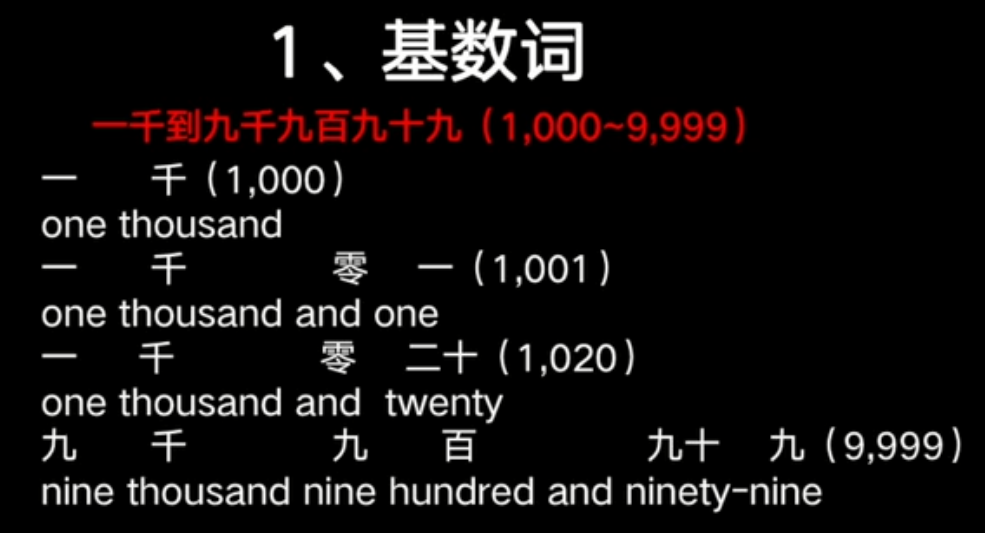 1、基数词
一千到九千九百九十九（1,000~9,999）
一 千（1,000）
one thousand
一 千 零 一（1,001）
one thousand and one
一 千 零 二十（1,020）
one thousand and twenty
九 千 九 百 九十 九（9,999）
nine thousand nine hundred and ninety-nine